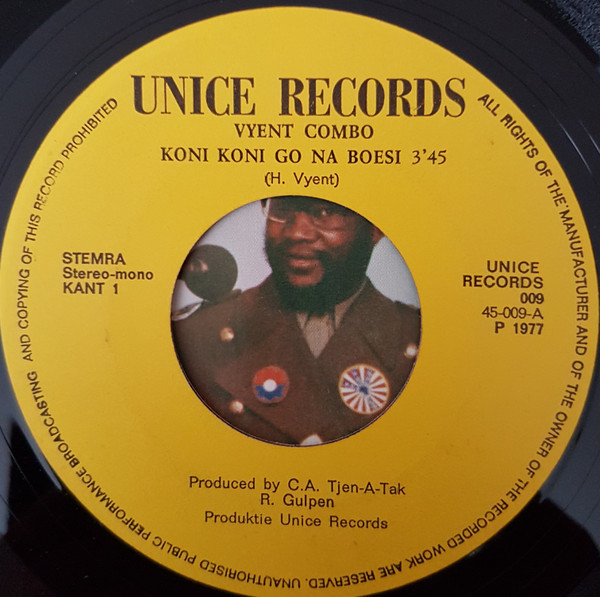 UNICE RECORDS
VYENT COMBO
KONI KONI GO NA BOESI 3'45
(H. Vyent)
STEMRA
Stereo-mono
KANT 1
UNICE
RECORDS
009
45-009-A
P 1977
Produced by C.A. Tjen-A-Tak
R. Gulpen
Produktie Unice Records
ALL RIGHTS OF THE MANUFACTURER AND OF THE OWNER OF THE RECORDED WORK ARE RESERVED. UNAUTHORISED PUBLIC PERFORMANCE BROADCASTING AND COPYING OF THIS RECORD PROHIBITED